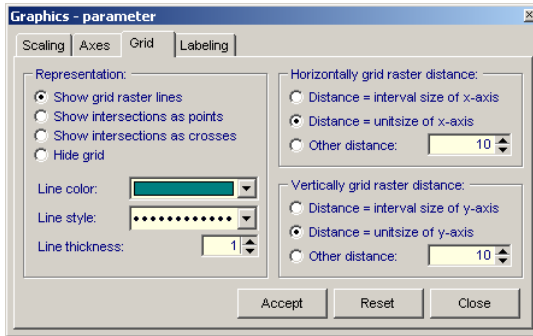 Graphics - parameter
Scaling Axes Grid Labeling
Representation:
Show grid raster lines
Show intersections as points
Show intersections as crosses
Hide grid
Line color:
Line style:
Line thickness: 1
Horizontally grid raster distance:
Distance = interval size of x-axis
Distance = unitsize of x-axis
Other distance: 10
Vertically grid raster distance:
Distance = interval size of y-axis
Distance = unitsize of y-axis
Other distance: 10
Accept Reset Close